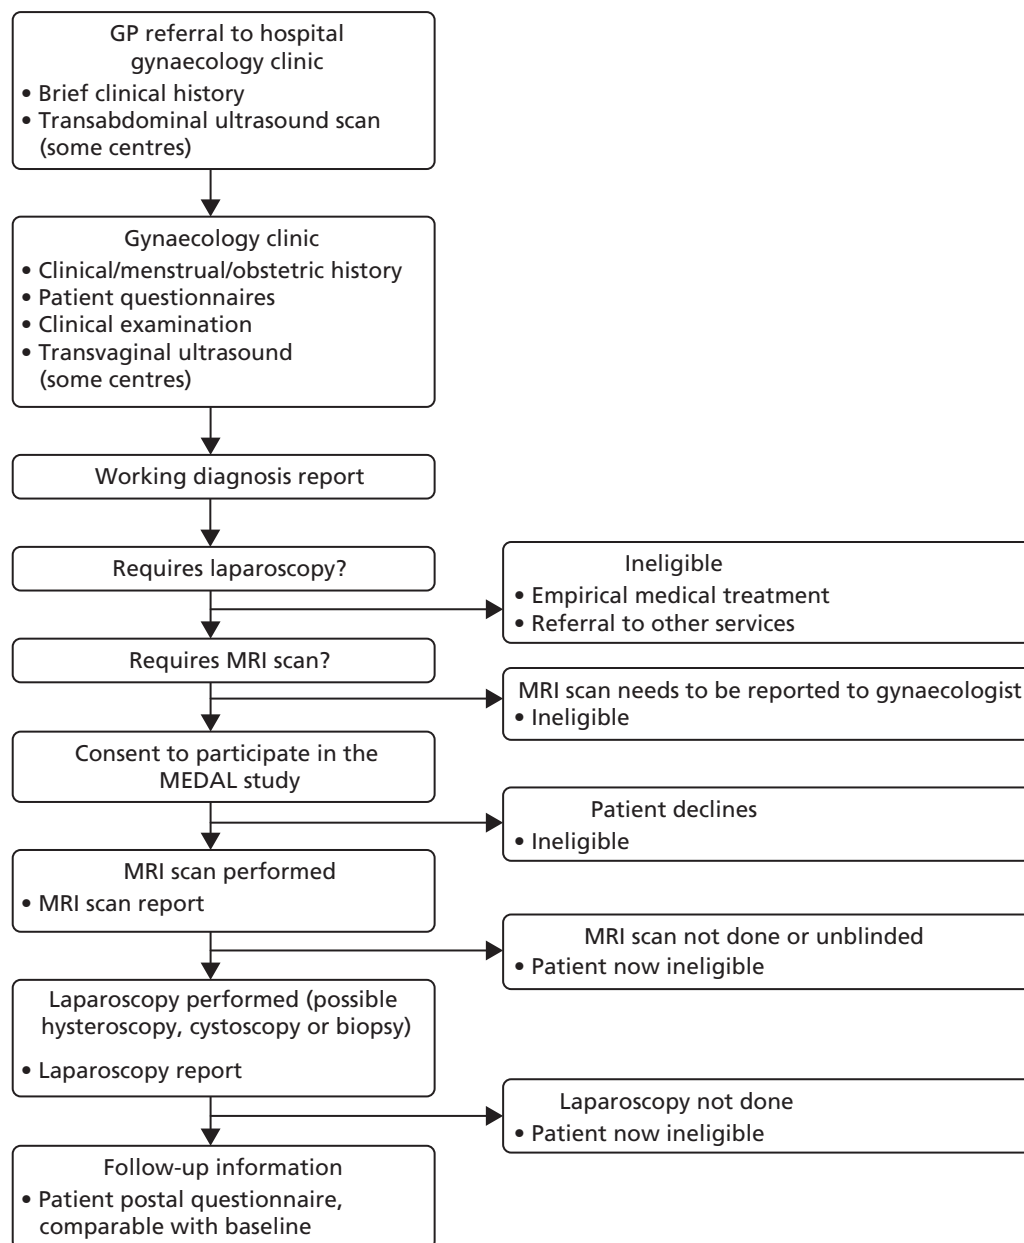 GP referral to hospital
gynaecology clinic
• Brief clinical history
• Transabdominal ultrasound scan
(some centres)
Gynaecology clinic
• Clinical/menstrual/obstetric history
• Patient questionnaires
• Clinical examination
• Transvaginal ultrasound
(some centres)
Working diagnosis report
Requires laparoscopy?
Ineligible
• Empirical medical treatment
• Referral to other services
Requires MRI scan?
MRI scan needs to be reported to gynaecologist
• Ineligible
Consent to participate in the
MEDAL study
Patient declines
• Ineligible
MRI scan performed
• MRI scan report
MRI scan not done or unblinded
• Patient now ineligible
Laparoscopy performed (possible
hysteroscopy, cystoscopy or biopsy)
• Laparoscopy report
Laparoscopy not done
• Patient now ineligible
Follow-up information
• Patient postal questionnaire,
comparable with baseline